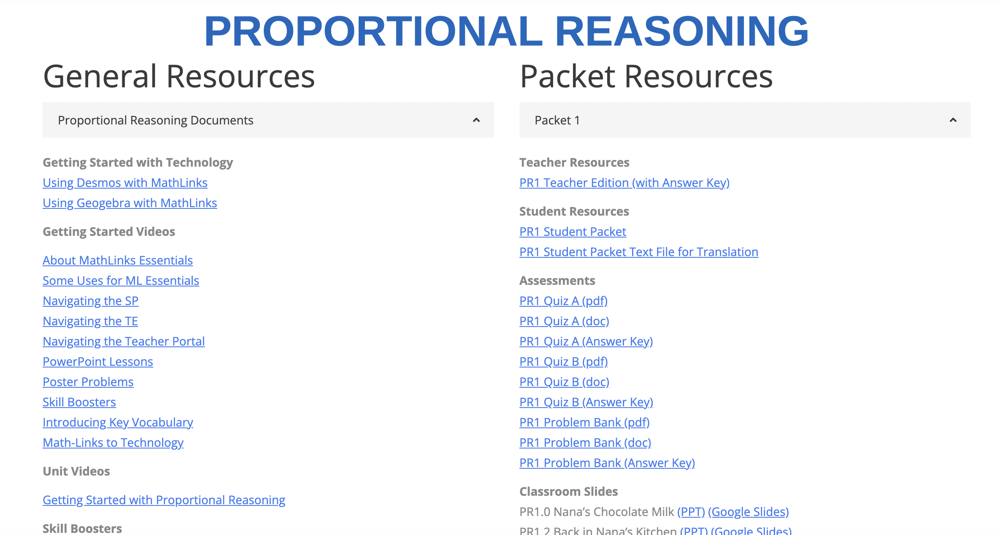 PROPORTIONAL REASONING
General Resources
Proportional Reasoning Documents
Getting Started with Technology
Using Desmos with MathLinks
Using Geogebra with MathLinks
Getting Started Videos
About MathLinks Essentials
Some Uses for ML Essentials
Navigating the SP
Navigating the TE
Navigating the Teacher Portal
PowerPoint Lessons
Poster Problems
Skill Boosters
Introducing Key Vocabulary
Math-Links to Technology
Unit Videos
Getting Started with Proportional Reasoning
Skill Boosters
Packet Resources
Packet 1
Teacher Resources
PR1 Teacher Edition (with Answer Key)
Student Resources
PR1 Student Packet
PR1 Student Packet Text File for Translation
Assessments
PR1 Quiz A (pdf)
PR1 Quiz A (doc)
PR1 Quiz A (Answer Key)
PR1 Quiz B (pdf)
PR1 Quiz B (doc)
PR1 Quiz B (Answer Key)
PR1 Problem Bank (pdf)
PR1 Problem Bank (doc)
PR1 Problem Bank (Answer Key)
Classroom Slides
PR1.0 Nana’s Chocolate Milk (PPT) (Google Slides)
PR1.2 Back in Nana’s Kitchen (PPT) (Google Slides)